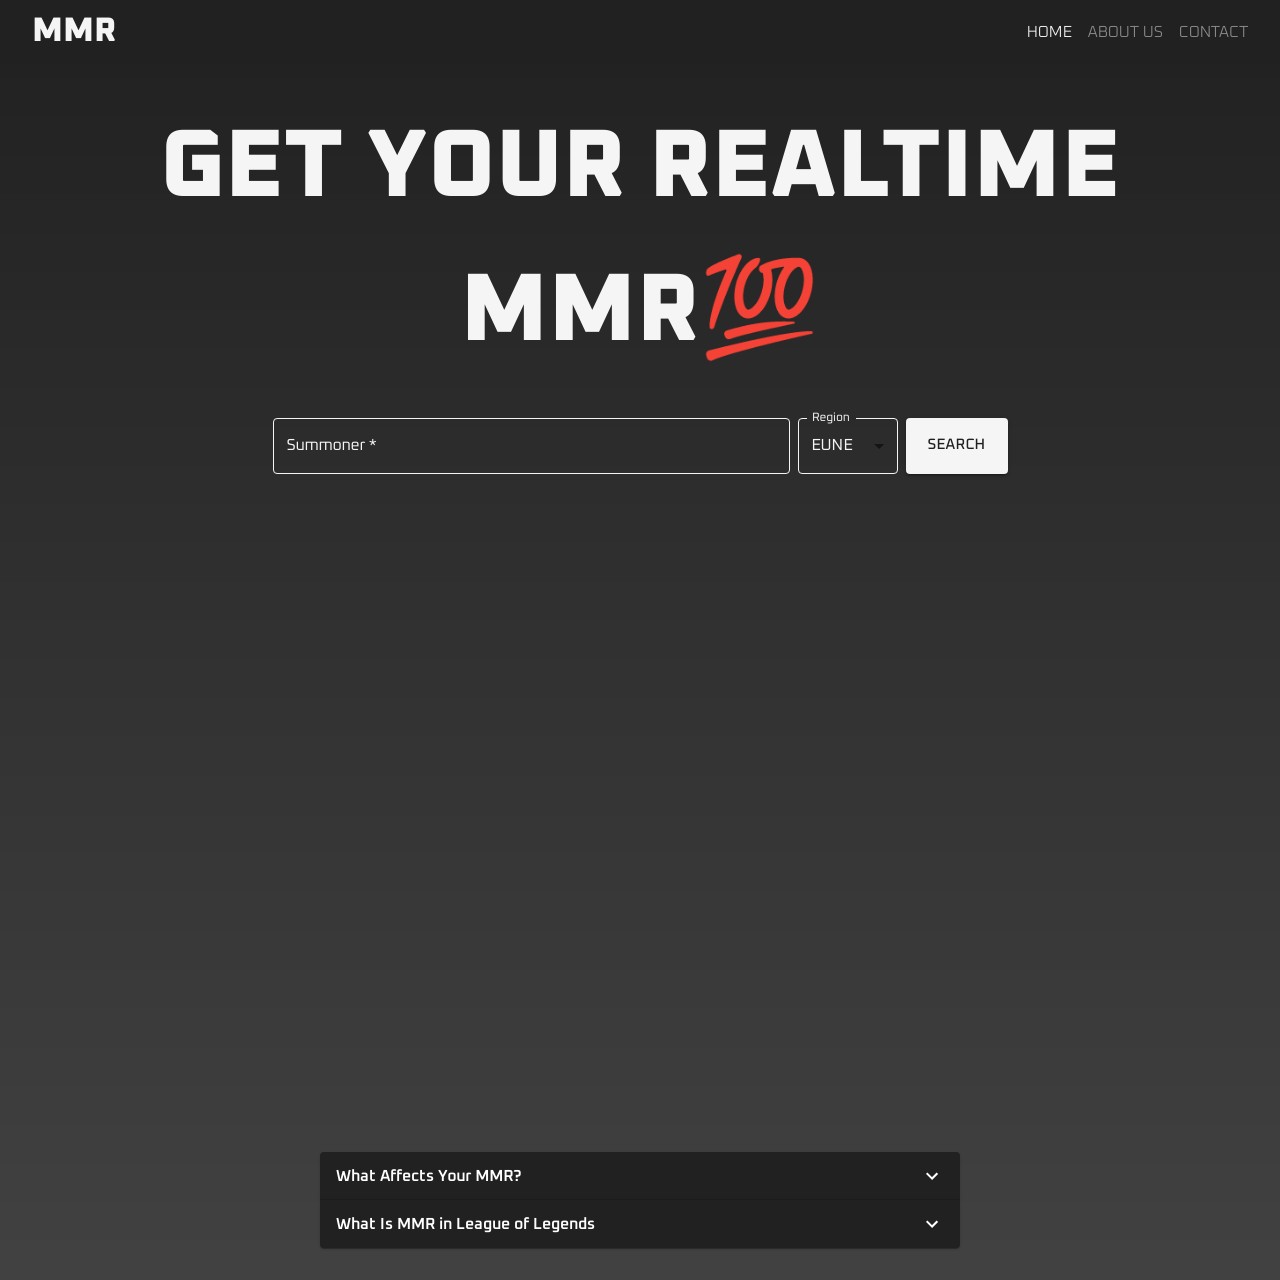 MMR
HOME ABOUT US CONTACT
GET YOUR REALTIME
MMR💯
Summoner *
Region
EUNE
SEARCH
What Affects Your MMR?
What Is MMR in League of Legends